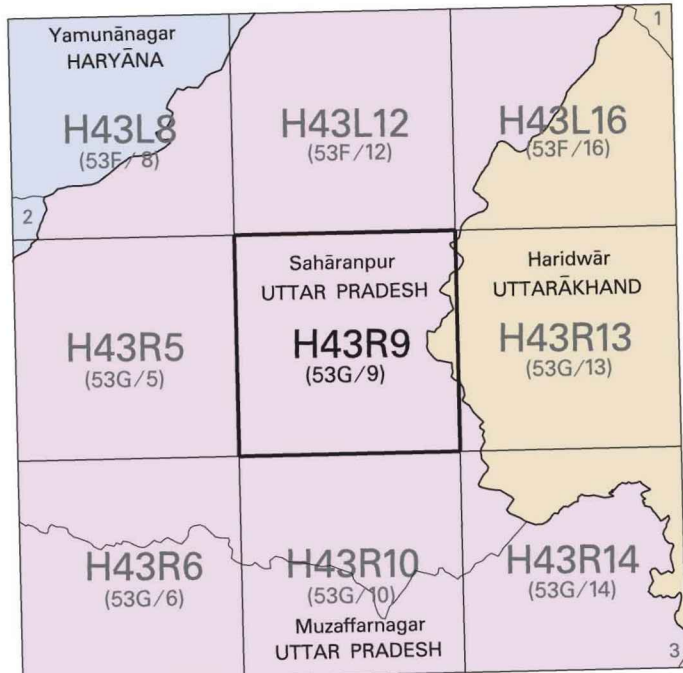 1
Yamunānagar
HARYĀNA
H43L8
(53F/8)
H43L12
(53F/12)
H43L16
(53F/16)
2
Sahāranpur
UTTAR PRADESH
H43R9
(53G/9)
Haridwār
UTTARĀKHAND
H43R13
(53G/13)
H43R5
(53G/5)
H43R6
(53G/6)
H43R10
(53G/10)
Muzaffarnagar
UTTAR PRADESH
H43R14
(53G/14)
3